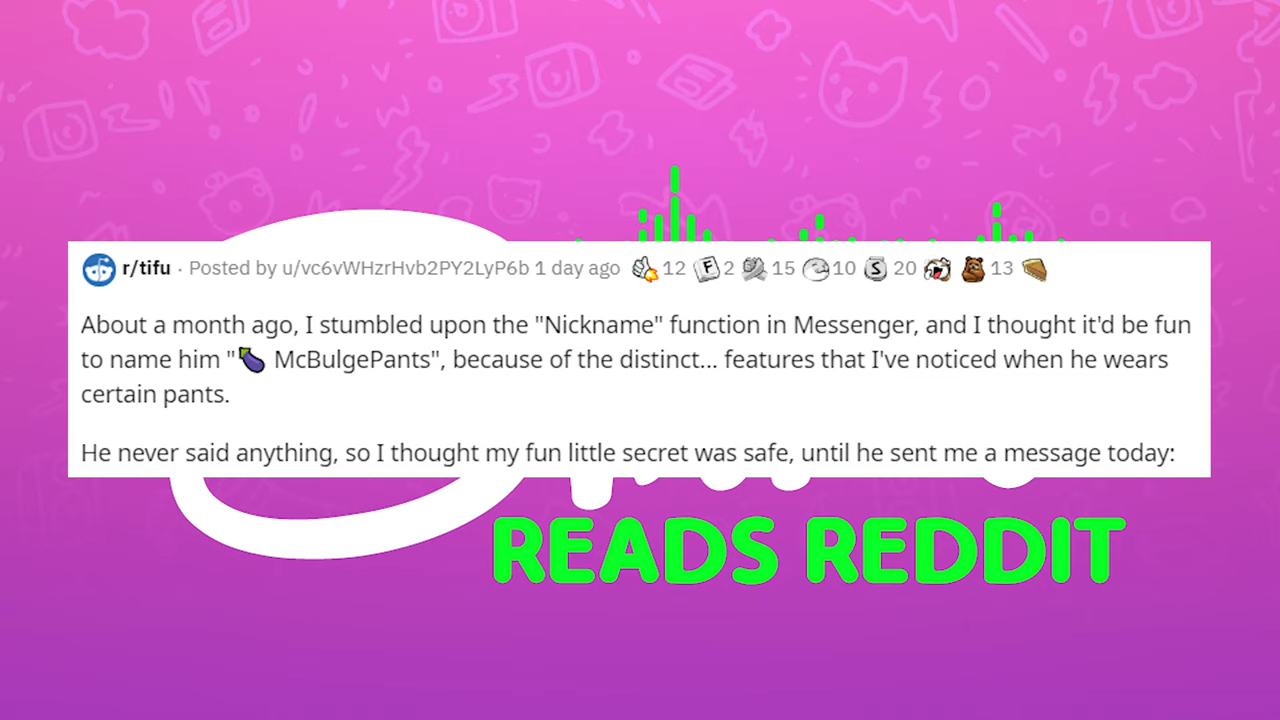 r/tifu · Posted by u/vc6vWHzrHvb2PY2LyP6b 1 day ago 12 F 2 15 10 S 20 13
About a month ago, I stumbled upon the "Nickname" function in Messenger, and I thought it'd be fun
to name him "🍆 McBulgePants", because of the distinct... features that I've noticed when he wears
certain pants.
He never said anything, so I thought my fun little secret was safe, until he sent me a message today:
READS REDDIT